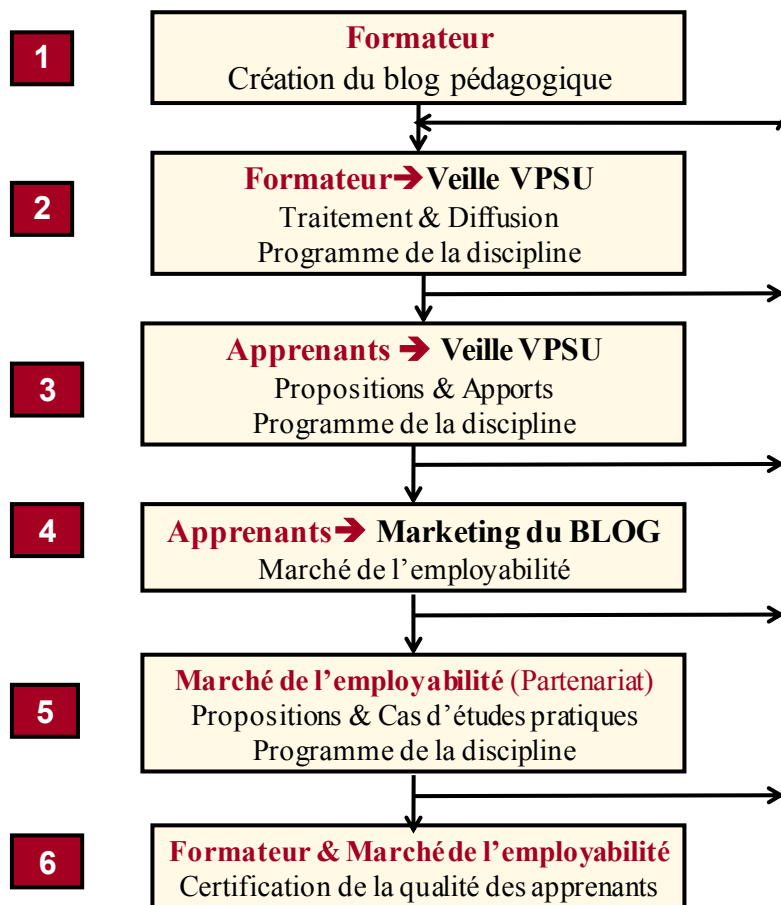 1
Formateur
Création du blog pédagogique
2
Formateur➔Veille VPSU
Traitement & Diffusion
Programme de la discipline
3
Apprenants ➔ Veille VPSU
Propositions & Apports
Programme de la discipline
4
Apprenants➔ Marketing du BLOG
Marché de l’employabilité
5
Marché de l’employabilité (Partenariat)
Propositions & Cas d’études pratiques
Programme de la discipline
6
Formateur & Marché de l’employabilité
Certification de la qualité des apprenants